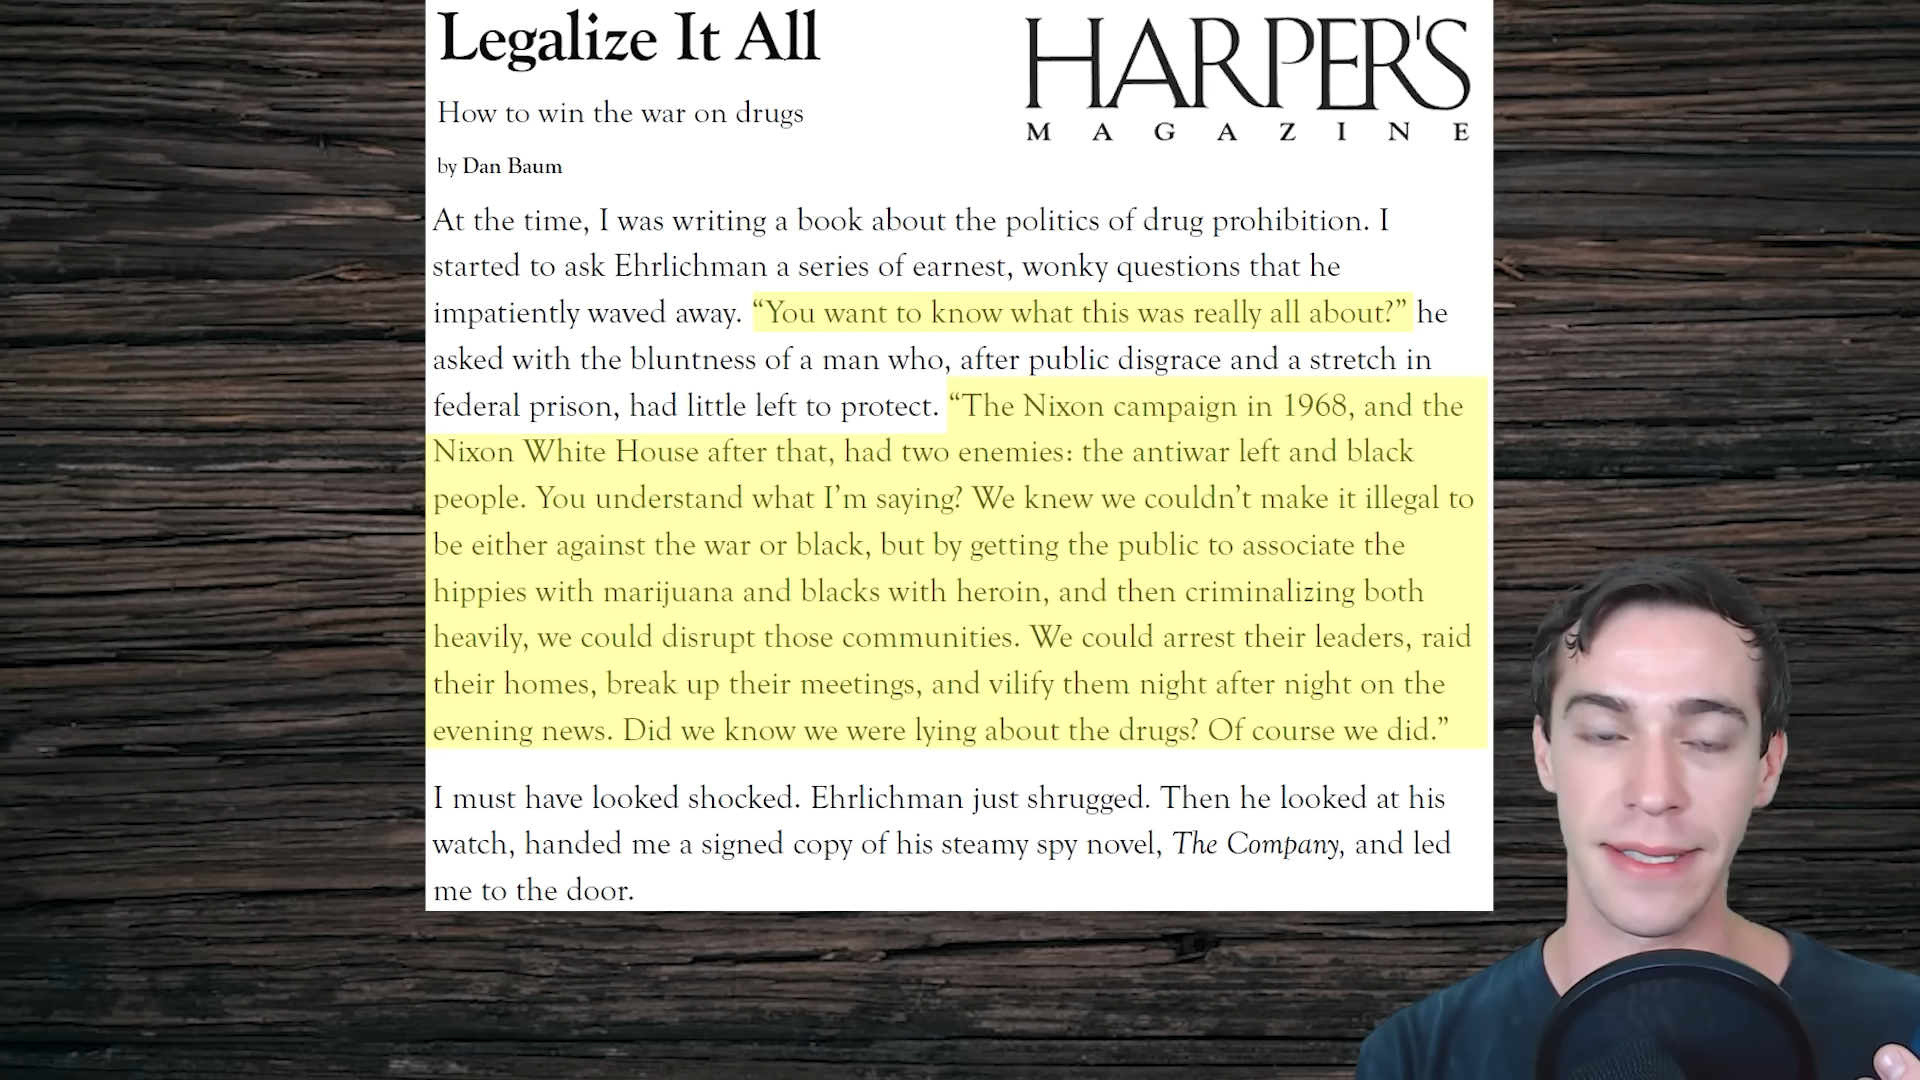 Legalize It All
HARPER'S
MAGAZINE
How to win the war on drugs
by Dan Baum
At the time, I was writing a book about the politics of drug prohibition. I
started to ask Ehrlichman a series of earnest, wonky questions that he
impatiently waved away. “You want to know what this was really all about?” he
asked with the bluntness of a man who, after public disgrace and a stretch in
federal prison, had little left to protect. “The Nixon campaign in 1968, and the
Nixon White House after that, had two enemies: the antiwar left and black
people. You understand what I’m saying? We knew we couldn’t make it illegal to
be either against the war or black, but by getting the public to associate the
hippies with marijuana and blacks with heroin, and then criminalizing both
heavily, we could disrupt those communities. We could arrest their leaders, raid
their homes, break up their meetings, and vilify them night after night on the
evening news. Did we know we were lying about the drugs? Of course we did.”
I must have looked shocked. Ehrlichman just shrugged. Then he looked at his
watch, handed me a signed copy of his steamy spy novel, The Company, and led
me to the door.